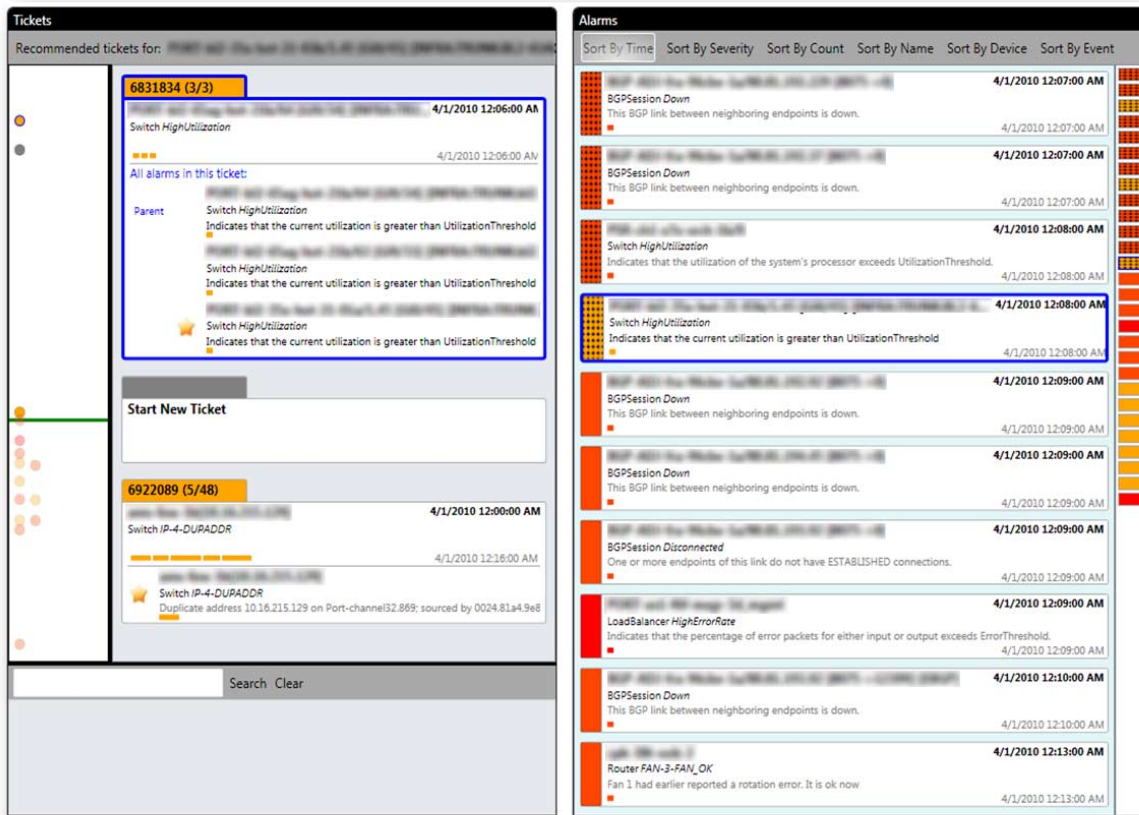 Tickets
Recommended tickets for:
6831834 (3/3)
4/1/2010 12:06:00 AM
Switch HighUtilization
4/1/2010 12:06:00 AM
All alarms in this ticket:
Parent
Switch HighUtilization
Indicates that the current utilization is greater than UtilizationThreshold
Switch HighUtilization
Indicates that the current utilization is greater than UtilizationThreshold
Switch HighUtilization
Indicates that the current utilization is greater than UtilizationThreshold
Start New Ticket
6922089 (5/48)
4/1/2010 12:00:00 AM
Switch IP-4-DUPADDR
4/1/2010 12:16:00 AM
Switch IP-4-DUPADDR
Duplicate address 10.16.215.129 on Port-channel32.869; sourced by 0024.81a4.9e8
Search Clear
Alarms
Sort By Time Sort By Severity Sort By Count Sort By Name Sort By Device Sort By Event
4/1/2010 12:07:00 AM
BGPSession Down
This BGP link between neighboring endpoints is down.
4/1/2010 12:07:00 AM
4/1/2010 12:07:00 AM
BGPSession Down
This BGP link between neighboring endpoints is down.
4/1/2010 12:07:00 AM
4/1/2010 12:08:00 AM
Switch HighUtilization
Indicates that the utilization of the system's processor exceeds UtilizationThreshold.
4/1/2010 12:08:00 AM
4/1/2010 12:08:00 AM
Switch HighUtilization
Indicates that the current utilization is greater than UtilizationThreshold
4/1/2010 12:08:00 AM
4/1/2010 12:09:00 AM
BGPSession Down
This BGP link between neighboring endpoints is down.
4/1/2010 12:09:00 AM
4/1/2010 12:09:00 AM
BGPSession Down
This BGP link between neighboring endpoints is down.
4/1/2010 12:09:00 AM
4/1/2010 12:09:00 AM
BGPSession Disconnected
One or more endpoints of this link do not have ESTABLISHED connections.
4/1/2010 12:09:00 AM
4/1/2010 12:09:00 AM
LoadBalancer HighErrorRate
Indicates that the percentage of error packets for either input or output exceeds ErrorThreshold.
4/1/2010 12:09:00 AM
4/1/2010 12:10:00 AM
BGPSession Down
This BGP link between neighboring endpoints is down.
4/1/2010 12:10:00 AM
4/1/2010 12:13:00 AM
Router FAN-3-FAN_OK
Fan 1 had earlier reported a rotation error. It is ok now
4/1/2010 12:13:00 AM